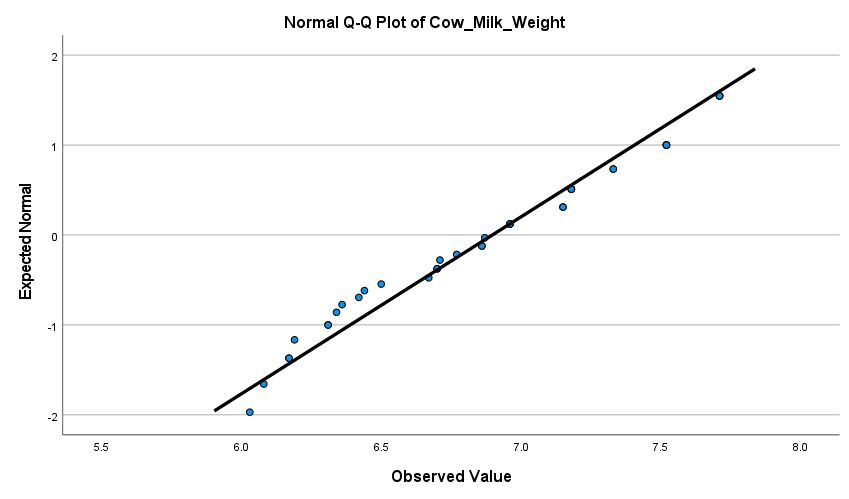 Normal Q-Q Plot of Cow_Milk_Weight
Expected Normal
2
1
0
-1
-2
5.5 6.0 6.5 7.0 7.5 8.0
Observed Value